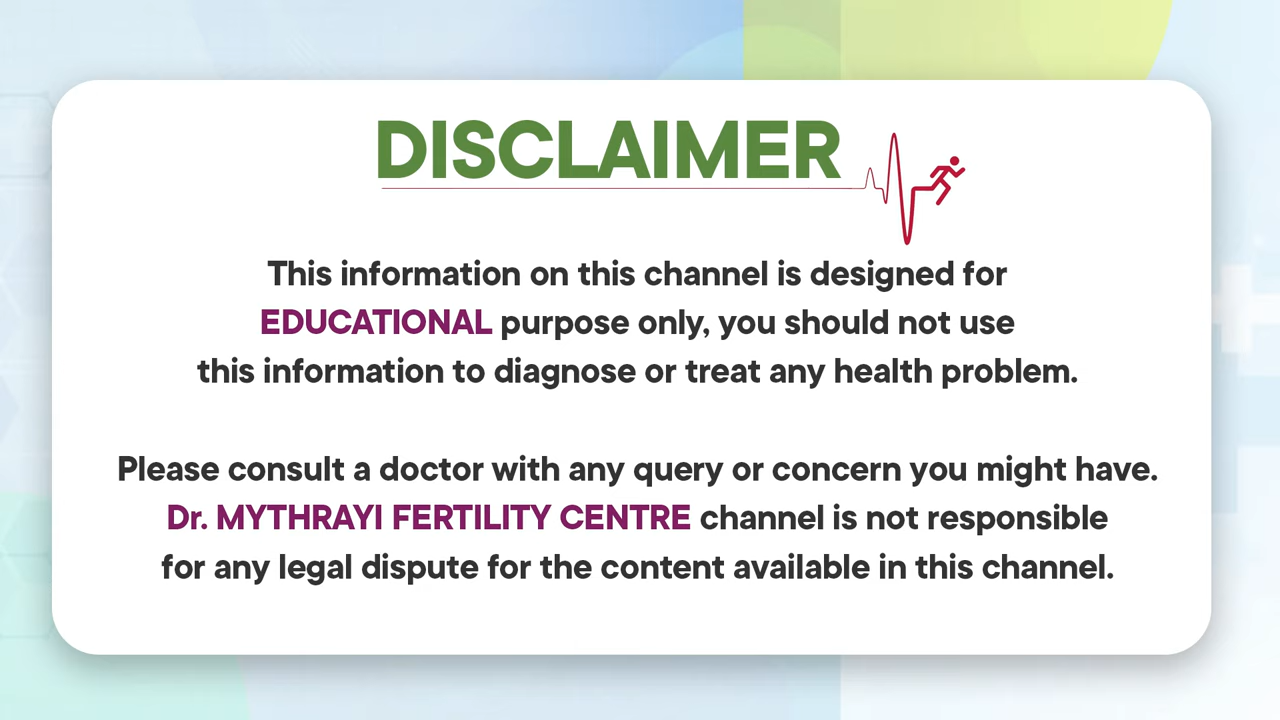 DISCLAIMER
This information on this channel is designed for
EDUCATIONAL purpose only, you should not use
this information to diagnose or treat any health problem.
Please consult a doctor with any query or concern you might have.
Dr. MYTHRAYI FERTILITY CENTRE channel is not responsible
for any legal dispute for the content available in this channel.